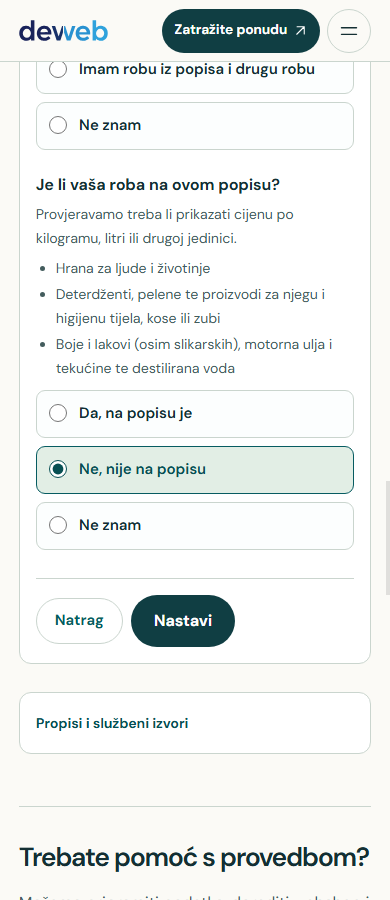 devweb
Zatražite ponudu
Imam robu iz popisa i drugu robu
Ne znam
Je li vaša roba na ovom popisu?
Provjeravamo treba li prikazati cijenu po
kilogramu, litri ili drugoj jedinici.
Hrana za ljude i životinje
Deterdženti, pelene te proizvodi za njegu i
higijenu tijela, kose ili zubi
Boje i lakovi (osim slikarskih), motorna ulja i
tekućine te destilirana voda
Da, na popisu je
Ne, nije na popisu
Ne znam
Natrag
Nastavi
Propisi i službeni izvori
Trebate pomoć s provedbom?